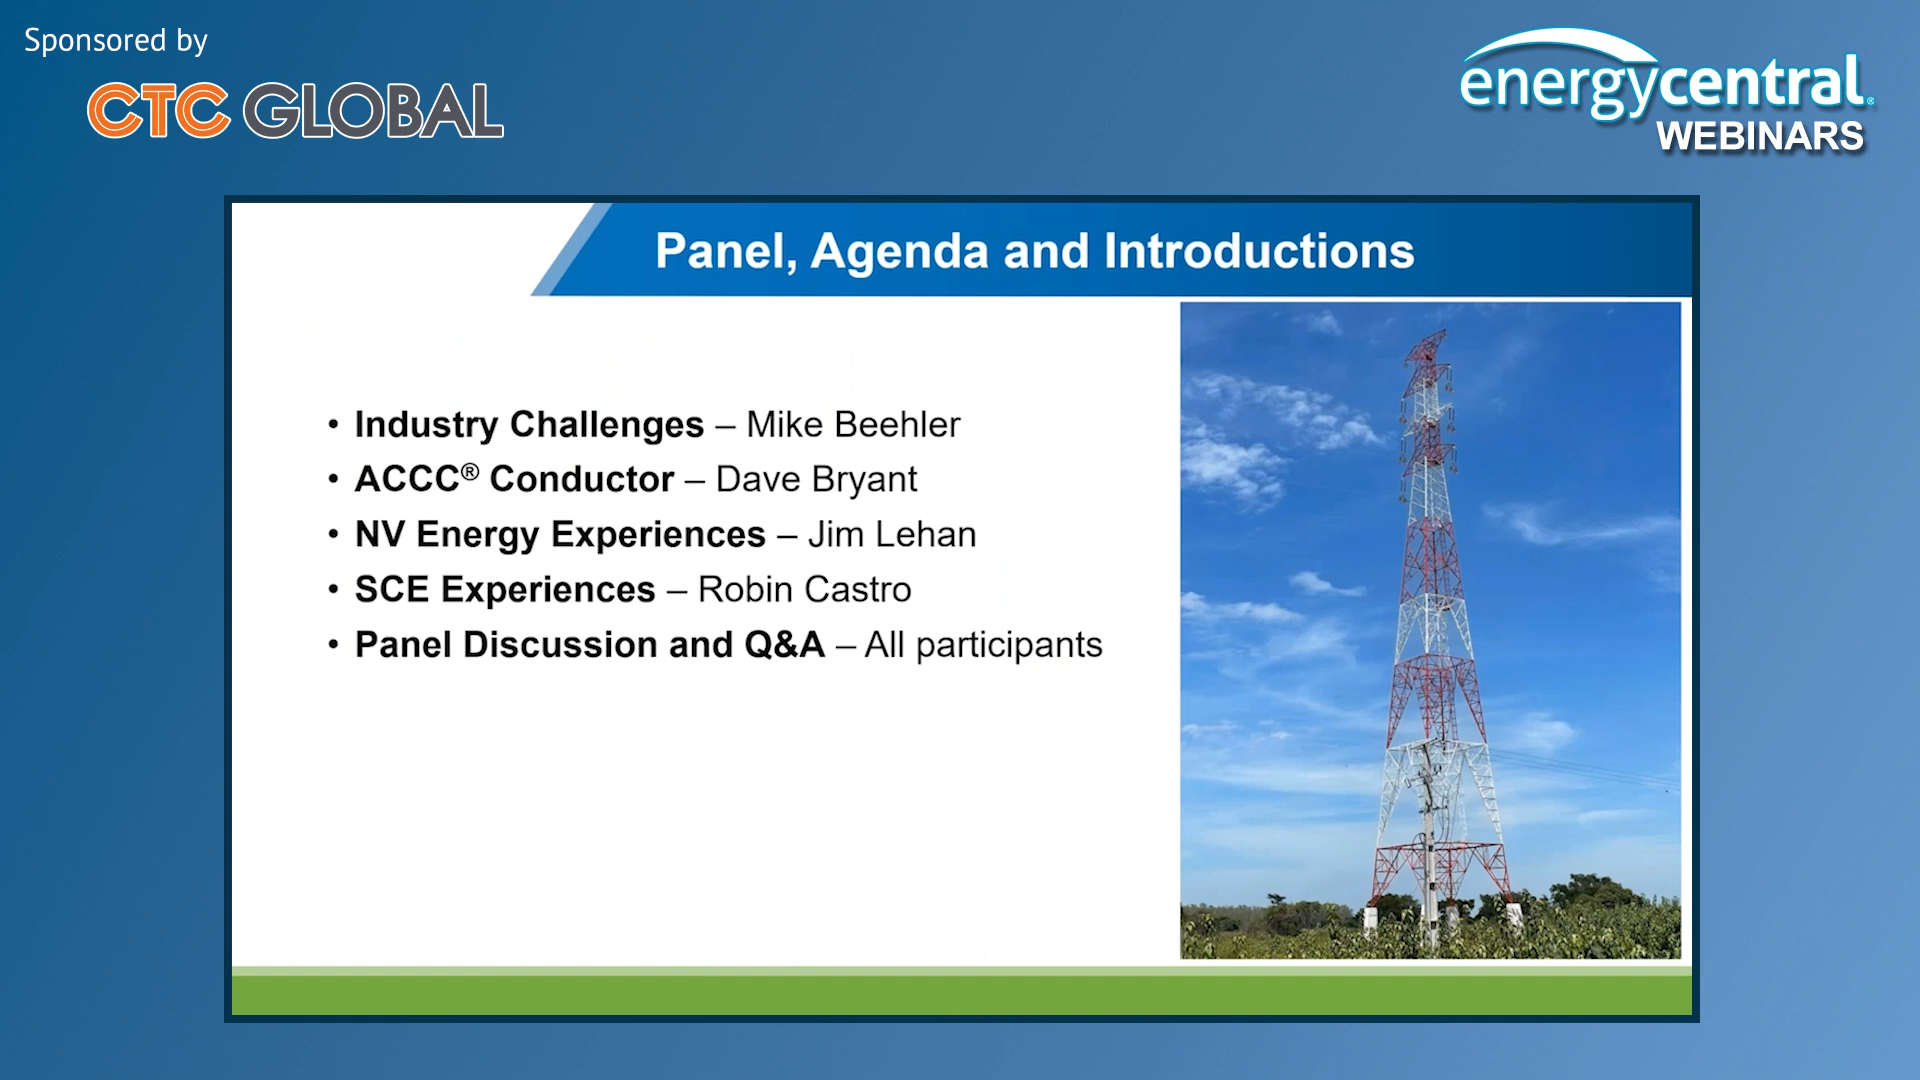 Sponsored by
CTC GLOBAL
energycentral®
WEBINARS
Panel, Agenda and Introductions
• Industry Challenges – Mike Beehler
• ACCC® Conductor – Dave Bryant
• NV Energy Experiences – Jim Lehan
• SCE Experiences – Robin Castro
• Panel Discussion and Q&A – All participants